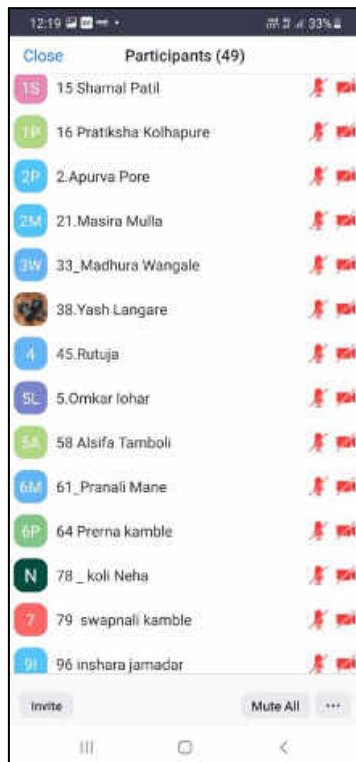 12:19 33%
Close Participants (49)
1S 15 Shamal Patil
1P 16 Pratiksha Kolhapure
2P 2.Apurva Pore
2M 21.Masira Mulla
3W 33_Madhura Wangale
38.Yash Langare
4 45.Rutuja
5L 5.Omkar lohar
5A 58 Alsifa Tamboli
6M 61_Pranali Mane
6P 64 Prerna kamble
N 78 _ koli Neha
7 79 swapnali kamble
9I 96 inshara jamadar
Invite Mute All ...